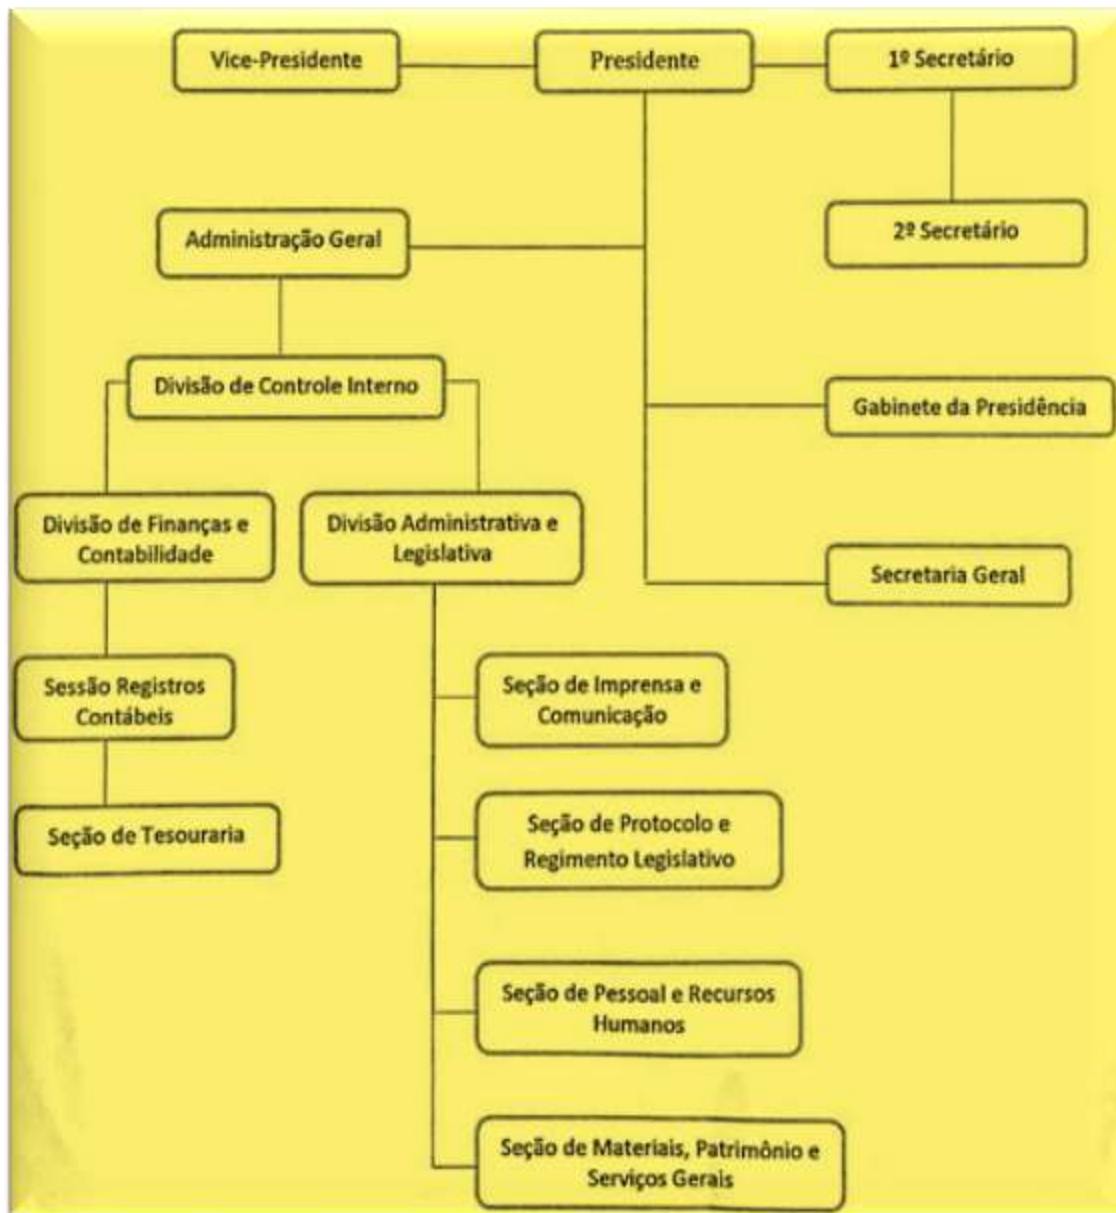 Vice-Presidente
Presidente
1º Secretário
2º Secretário
Administração Geral
Divisão de Controle Interno
Gabinete da Presidência
Divisão de Finanças e
Contabilidade
Divisão Administrativa e
Legislativa
Secretaria Geral
Sessão Registros
Contábeis
Seção de Imprensa e
Comunicação
Seção de Tesouraria
Seção de Protocolo e
Regimento Legislativo
Seção de Pessoal e Recursos
Humanos
Seção de Materiais, Patrimônio e
Serviços Gerais